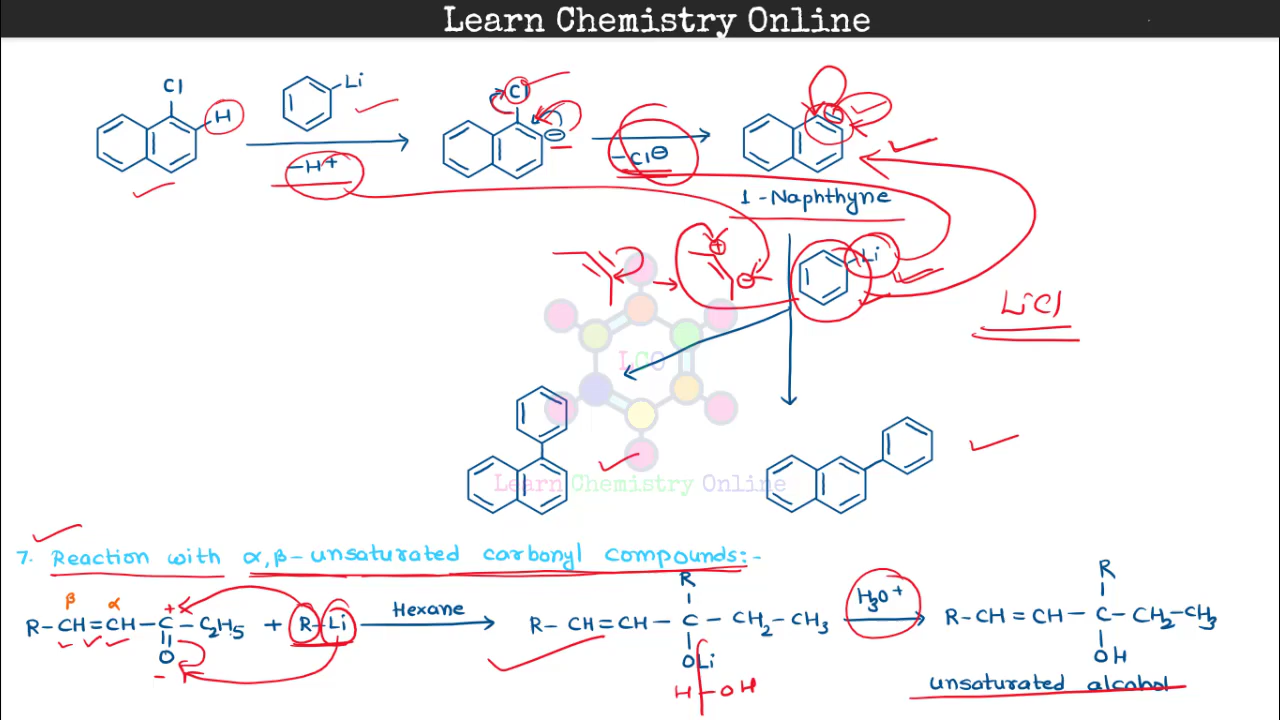 Learn Chemistry Online
Cl
H
Li
−H+
Cl
⊖
−Cl⊖
1-Naphthyne
⊕
⊖
Li
LiCl
LCO
Learn Chemistry Online
7. Reaction with α,β-unsaturated carbonyl compounds:-
β α +
R-CH=CH-C-C2H5 + R-Li
O
−
Hexane
R
R-CH=CH-C-CH2-CH3
OLi
H-OH
H3O+
R
R-CH=CH-C-CH2-CH3
OH
unsaturated alcohol